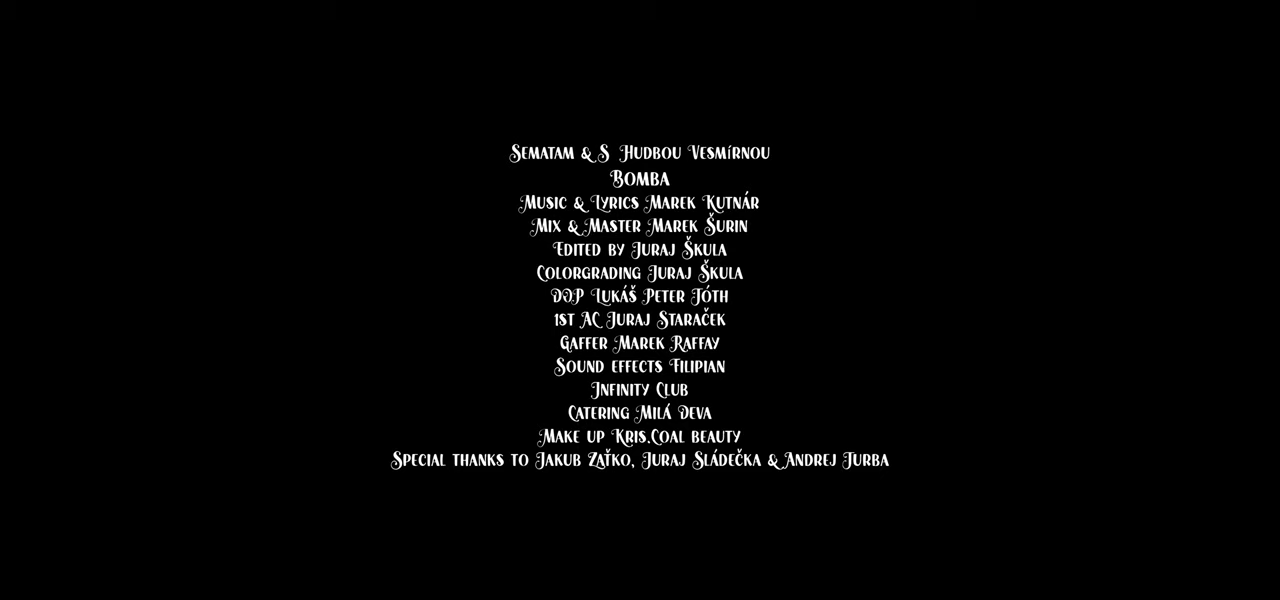 Sematam & S Hudbou Vesmírnou
Bomba
Music & Lyrics Marek Kutnár
Mix & Master Marek Šurin
Edited by Juraj Škula
Colorgrading Juraj Škula
DOP Lukáš Peter Tóth
1st AC Juraj Staraček
Gaffer Marek Raffay
Sound effects Filipian
Infinity Club
Catering Milá Deva
Make up Kris.Coal beauty
Special thanks to Jakub Zaťko, Juraj Sládečka & Andrej Turba